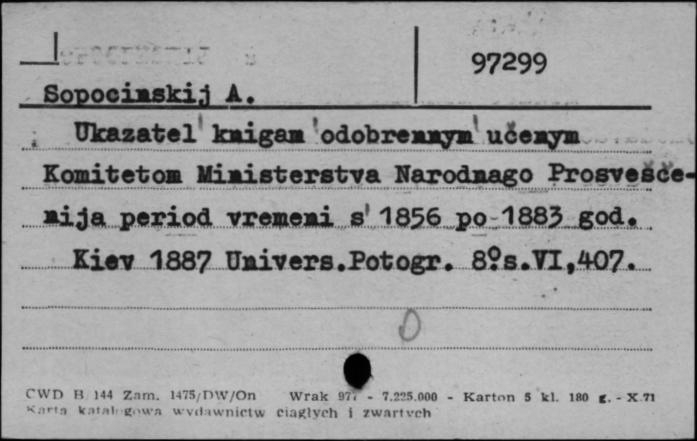 97299
Sopocinskij A.
Ukazatel' knigam 'odobrennym' učenym
Komitetom Ministerstva Narodnago Prosvešče-
nija period vremeni s' 1856 po 1883 god.
Kiev 1887 Univers.Potogr. 8⁰s.VI,407.
CWD B 144 Zam. 1475/DW/On Wrak 977 - 7.225.000 - Karton 5 kl. 180 g. - X.71
Karta katalogowa wydawnictw ciągłych i zwartych